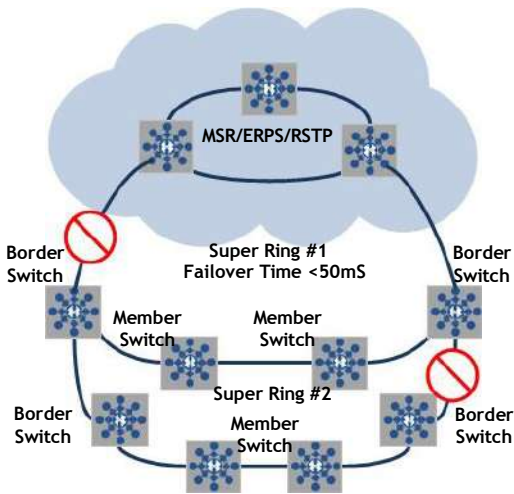 MSR/ERPS/RSTP
Super Ring #1
Failover Time <50mS
Border
Switch
Border
Switch
Member
Switch
Member
Switch
Super Ring #2
Border
Switch
Member
Switch
Border
Switch